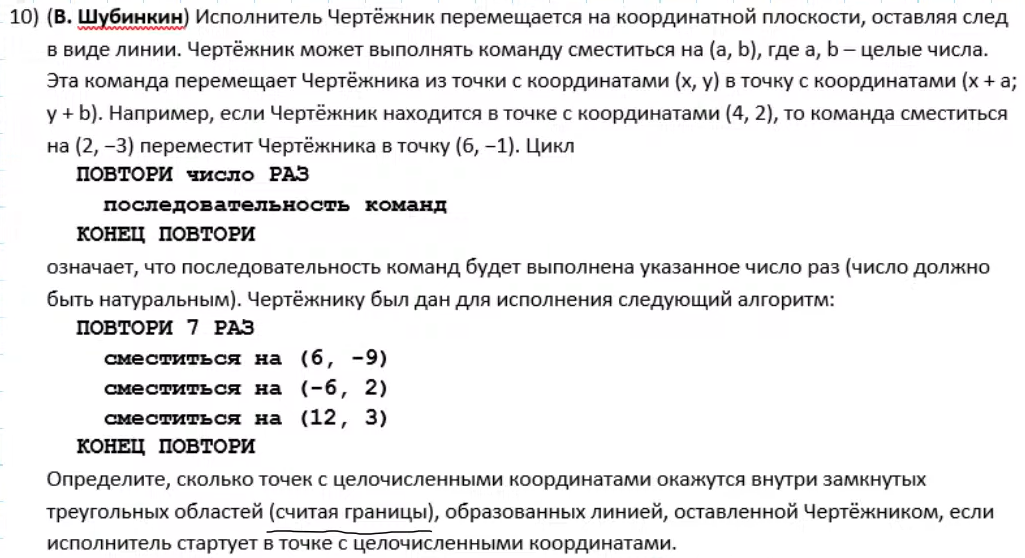 10) (В. Шубинкин) Исполнитель Чертёжник перемещается на координатной плоскости, оставляя след
в виде линии. Чертёжник может выполнять команду сместиться на (a, b), где a, b – целые числа.
Эта команда перемещает Чертёжника из точки с координатами (x, y) в точку с координатами (x + a;
y + b). Например, если Чертёжник находится в точке с координатами (4, 2), то команда сместиться
на (2, −3) переместит Чертёжника в точку (6, −1). Цикл
ПОВТОРИ число РАЗ
последовательность команд
КОНЕЦ ПОВТОРИ
означает, что последовательность команд будет выполнена указанное число раз (число должно
быть натуральным). Чертёжнику был дан для исполнения следующий алгоритм:
ПОВТОРИ 7 РАЗ
сместиться на (6, -9)
сместиться на (-6, 2)
сместиться на (12, 3)
КОНЕЦ ПОВТОРИ
Определите, сколько точек с целочисленными координатами окажутся внутри замкнутых
треугольных областей (считая границы), образованных линией, оставленной Чертёжником, если
исполнитель стартует в точке с целочисленными координатами.